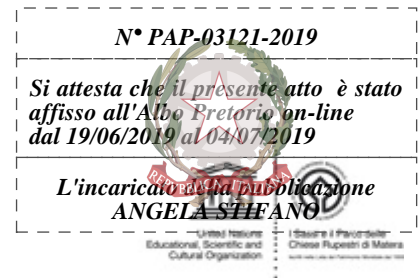 N° PAP-03121-2019
Si attesta che il presente atto è stato
affisso all'Albo Pretorio on-line
dal 19/06/2019 al 04/07/2019
L'incaricato della pubblicazione
ANGELA STIFANO
REPVBBLICA ITALIANA
United Nations
Educational, Scientific and
Cultural Organization
I Sassi e il Parco delle
Chiese Rupestri di Matera